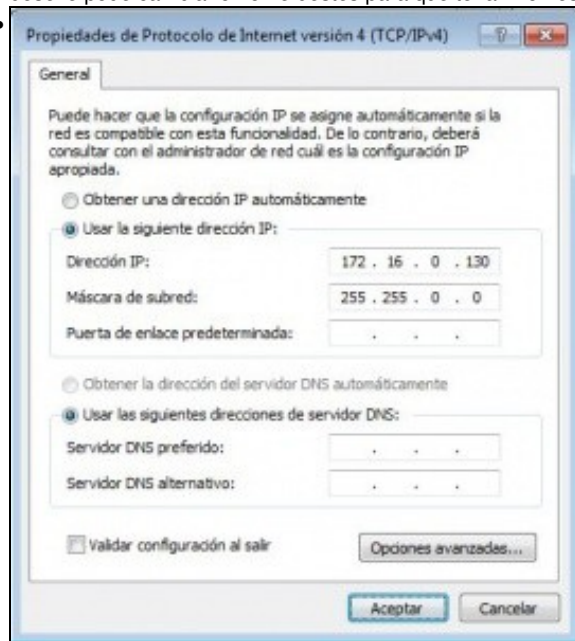 Propiedades de Protocolo de Internet versión 4 (TCP/IPv4)
General
Puede hacer que la configuración IP se asigne automáticamente si la
red es compatible con esta funcionalidad. De lo contrario, deberá
consultar con el administrador de red cuál es la configuración IP
apropiada.
Obtener una dirección IP automáticamente
Usar la siguiente dirección IP:
Dirección IP: 172 . 16 . 0 . 130
Máscara de subred: 255 . 255 . 0 . 0
Puerta de enlace predeterminada: . . .
Obtener la dirección del servidor DNS automáticamente
Usar las siguientes direcciones de servidor DNS:
Servidor DNS preferido: . . .
Servidor DNS alternativo: . . .
Validar configuración al salir
Opciones avanzadas...
Aceptar Cancelar